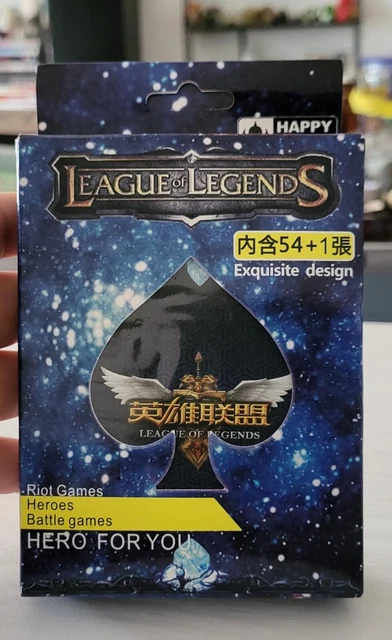 HAPPY
LEAGUE of LEGENDS
內含54+1張
Exquisite design
英雄联盟
LEAGUE OF LEGENDS
Riot Games
Heroes
Battle games
HERO FOR YOU